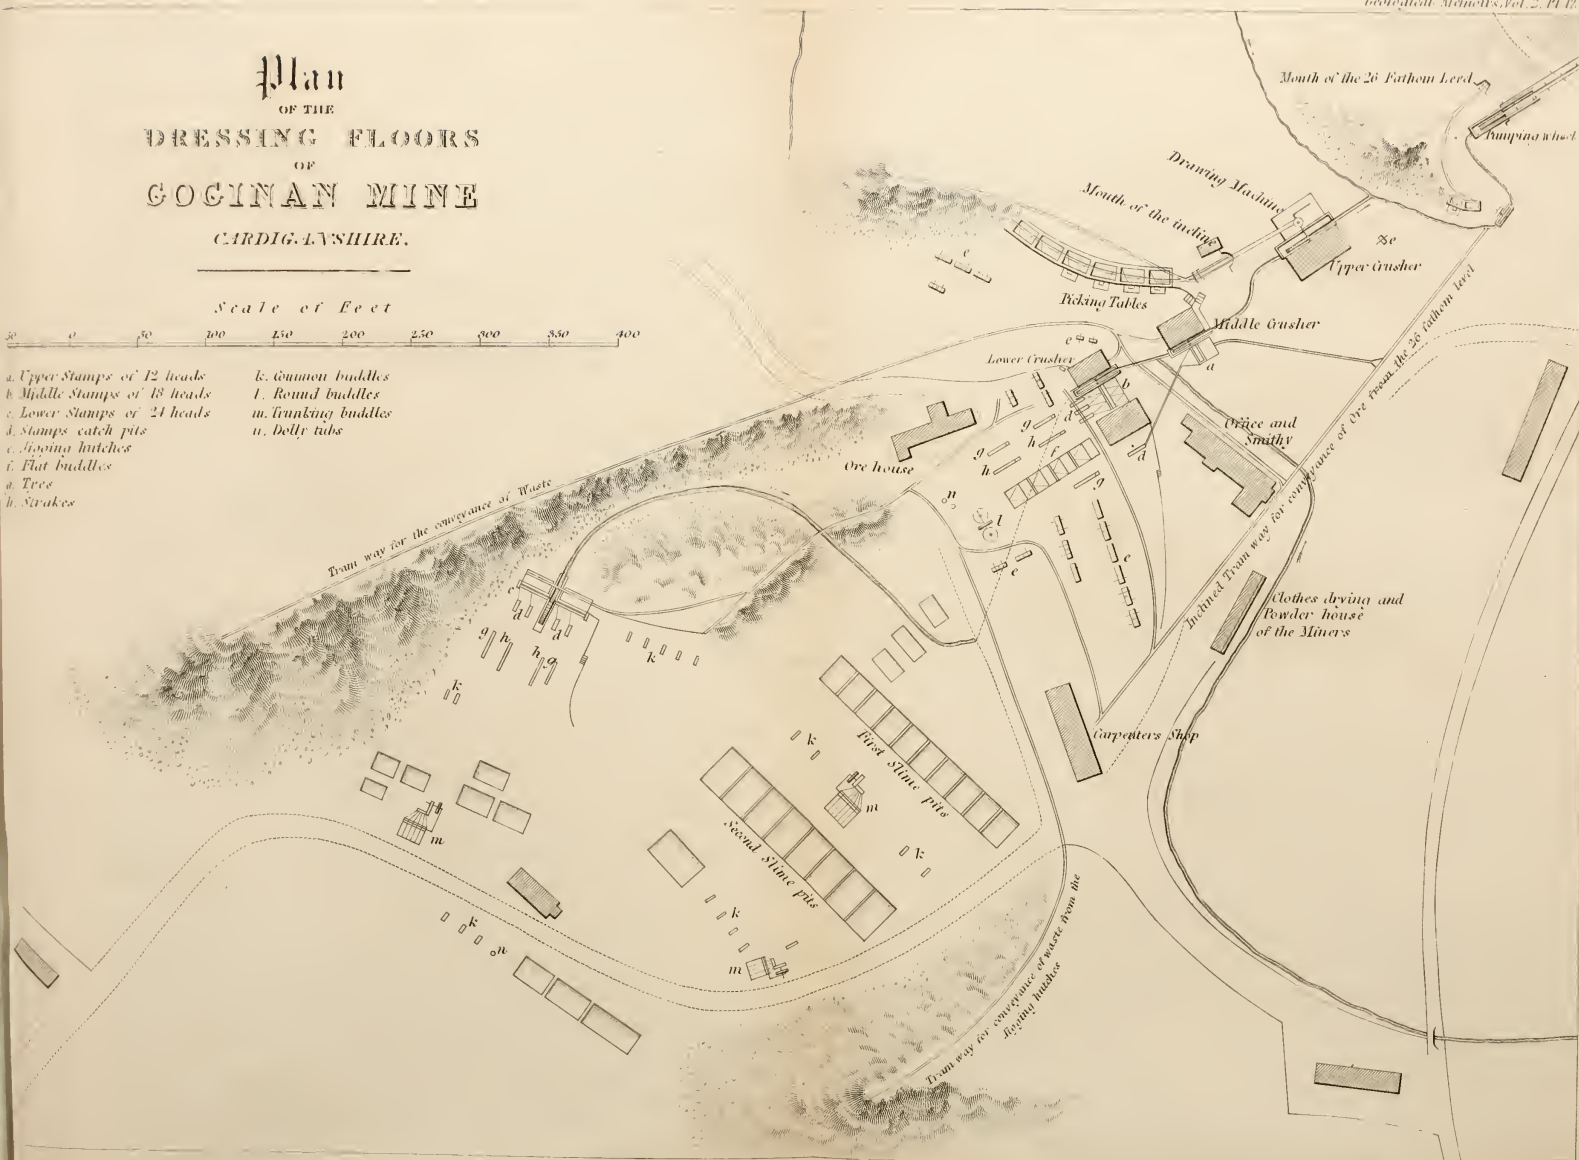 Geological Memoirs, Vol. 2. Pl.
Plan
OF THE
DRESSING FLOORS
OF
GOGINAN MINE
CARDIGANSHIRE.
Scale of Feet
50 0 50 100 150 200 250 300 350 400
a. Upper Stamps of 12 heads
b. Middle Stamps of 18 heads
c. Lower Stamps of 24 heads
d. Stamps catch pits
e. Jigging hutches
f. Flat buddles
g. Tyes
h. Strakes
k. Common buddles
l. Round buddles
m. Trunking buddles
n. Dolly tubs
Mouth of the 26 Fathom Level
Pumping wheel
Drawing Machine
Mouth of the incline
e
e
Upper Crusher
Picking Tables
Middle Crusher
Lower Crusher
e
a
b
d
g
h
g
h
f
d
g
Office and
Smithy
Ore house
n
l
e
e
Inclined Tram way for conveyance of Ore from the 26 fathom level
Tram way for the conveyance of Waste
c
d
d
g
h
h
g
k
k
Clothes drying and
Powder house
of the Miners
Carpenters Shop
First Slime pits
k
m
k
Second Slime pits
k
m
m
k
n
Tram way for conveyance of waste from the
Jigging hutches